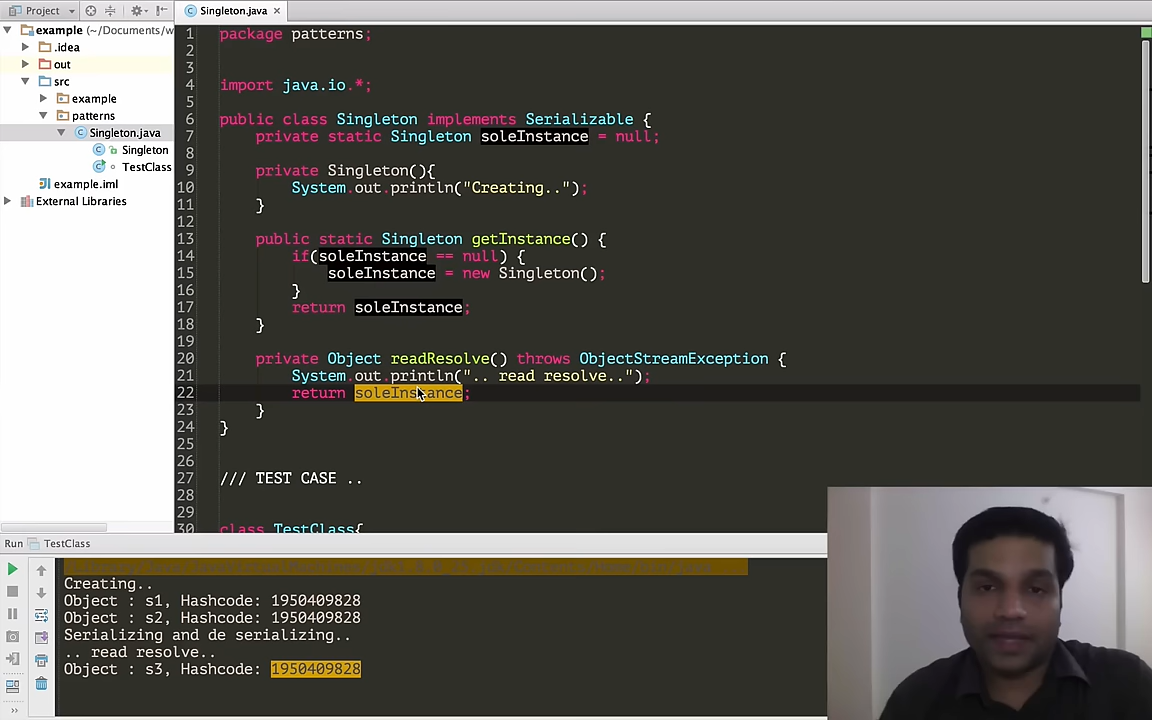 Project
Singleton.java
example (~/Documents/w
.idea
out
src
example
patterns
Singleton.java
Singleton
TestClass
example.iml
External Libraries
1 package patterns;
2
3
4 import java.io.*;
5
6 public class Singleton implements Serializable {
7 private static Singleton soleInstance = null;
8
9 private Singleton(){
10 System.out.println("Creating..");
11 }
12
13 public static Singleton getInstance() {
14 if(soleInstance == null) {
15 soleInstance = new Singleton();
16 }
17 return soleInstance;
18 }
19
20 private Object readResolve() throws ObjectStreamException {
21 System.out.println(".. read resolve..");
22 return soleInstance;
23 }
24 }
25
26
27 /// TEST CASE ..
28
29
30 class TestClass{
Run TestClass
Creating..
Object : s1, Hashcode: 1950409828
Object : s2, Hashcode: 1950409828
Serializing and de serializing..
.. read resolve..
Object : s3, Hashcode: 1950409828